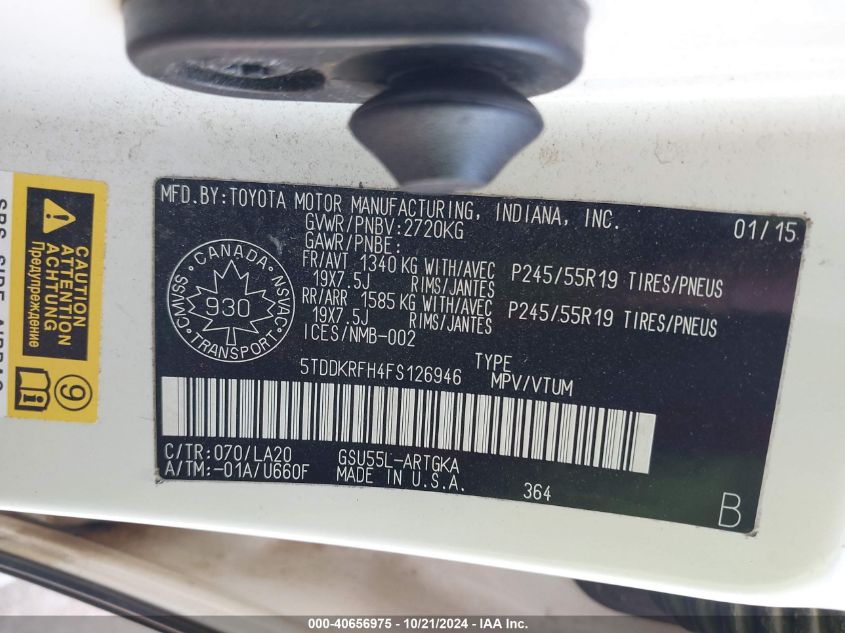 MFD.BY:TOYOTA MOTOR MANUFACTURING, INDIANA, INC. 01/15
GVWR/PNBV:2720KG
GAWR/PNBE:
FR/AVT 1340 KG WITH/AVEC P245/55R19 TIRES/PNEUS
19X7.5J RIMS/JANTES
RR/ARR 1585 KG WITH/AVEC P245/55R19 TIRES/PNEUS
19X7.5J RIMS/JANTES
ICES/NMB-002
CANADA
CMVSS 930 NSVAC
TRANSPORT
5TDDKRFH4FS126946 TYPE
MPV/VTUM
C/TR:070/LA20 GSU55L-ARTGKA
A/TM:-01A/U660F MADE IN U.S.A. 364
B
CAUTION
ATTENTION
ACHTUNG
Предупреждение
9
SRS SIDE AIRBAG
000-40656975 - 10/21/2024 - IAA Inc.